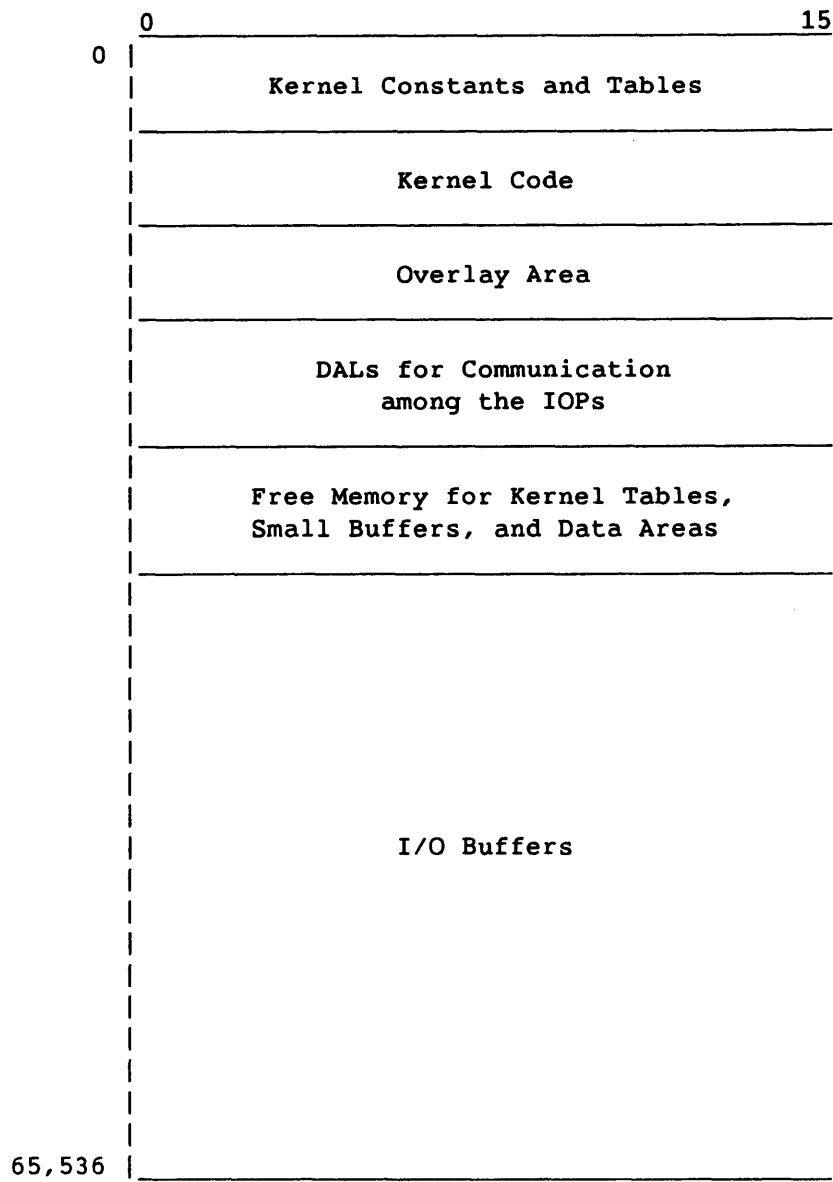 0 15
0
Kernel Constants and Tables
Kernel Code
Overlay Area
DALs for Communication
among the IOPs
Free Memory for Kernel Tables,
Small Buffers, and Data Areas
I/O Buffers
65,536